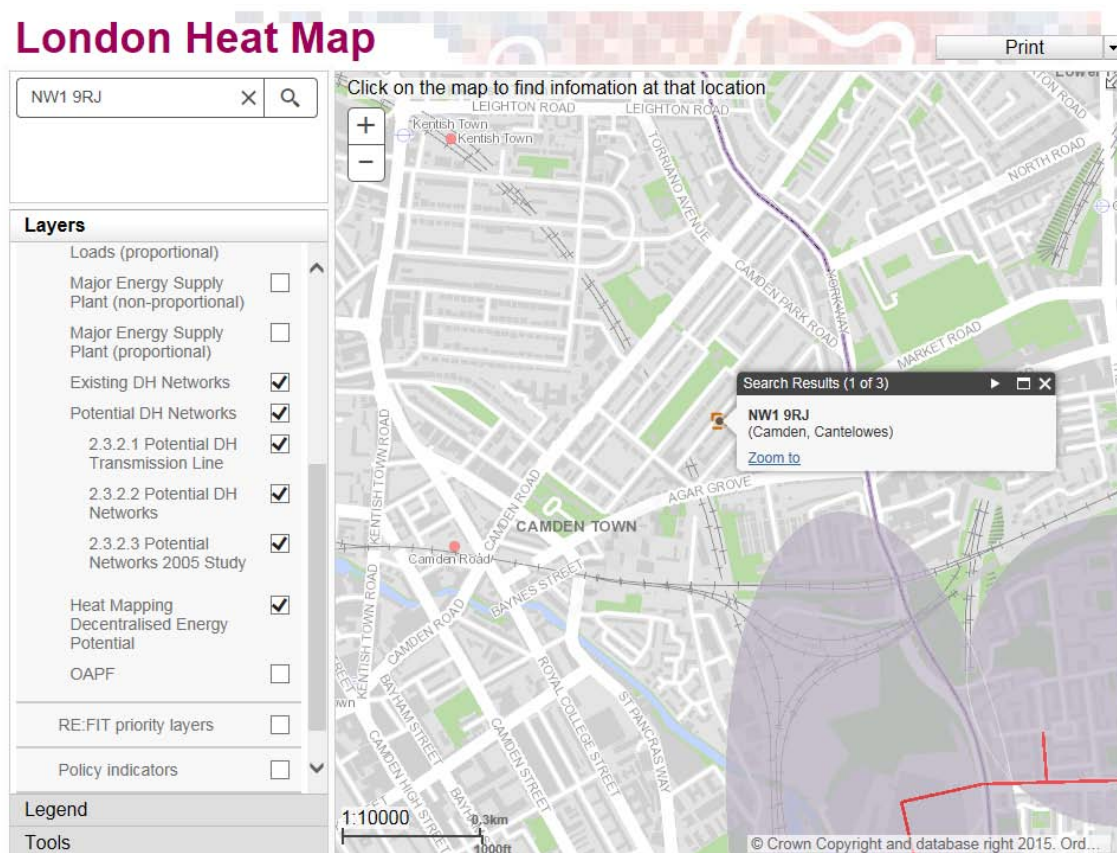 London Heat Map
Print
NW1 9RJ
Click on the map to find infomation at that location
Layers
Loads (proportional)
Major Energy Supply
Plant (non-proportional)
Major Energy Supply
Plant (proportional)
Existing DH Networks
Potential DH Networks
2.3.2.1 Potential DH
Transmission Line
2.3.2.2 Potential DH
Networks
2.3.2.3 Potential
Networks 2005 Study
Heat Mapping
Decentralised Energy
Potential
OAPF
RE:FIT priority layers
Policy indicators
Legend
Tools
LEIGHTON ROAD
LEIGHTON ROAD
Kentish Town
Kentish Town
TORRIANO AVENUE
NORTH ROAD
CAMDEN PARK ROAD
YORK WAY
MARKET ROAD
Search Results (1 of 3)
NW1 9RJ
(Camden, Cantelowes)
Zoom to
KENTISH TOWN ROAD
CAMDEN ROAD
AGAR GROVE
CAMDEN TOWN
Camden Road
BAYNES STREET
KENTISH TOWN ROAD
CAMDEN ROAD
BAYHAM STREET
ROYAL COLLEGE STREET
ST PANCRAS WAY
CAMDEN STREET
CAMDEN HIGH STREET
1:10000
0.3km
1000ft
© Crown Copyright and database right 2015. Ord...